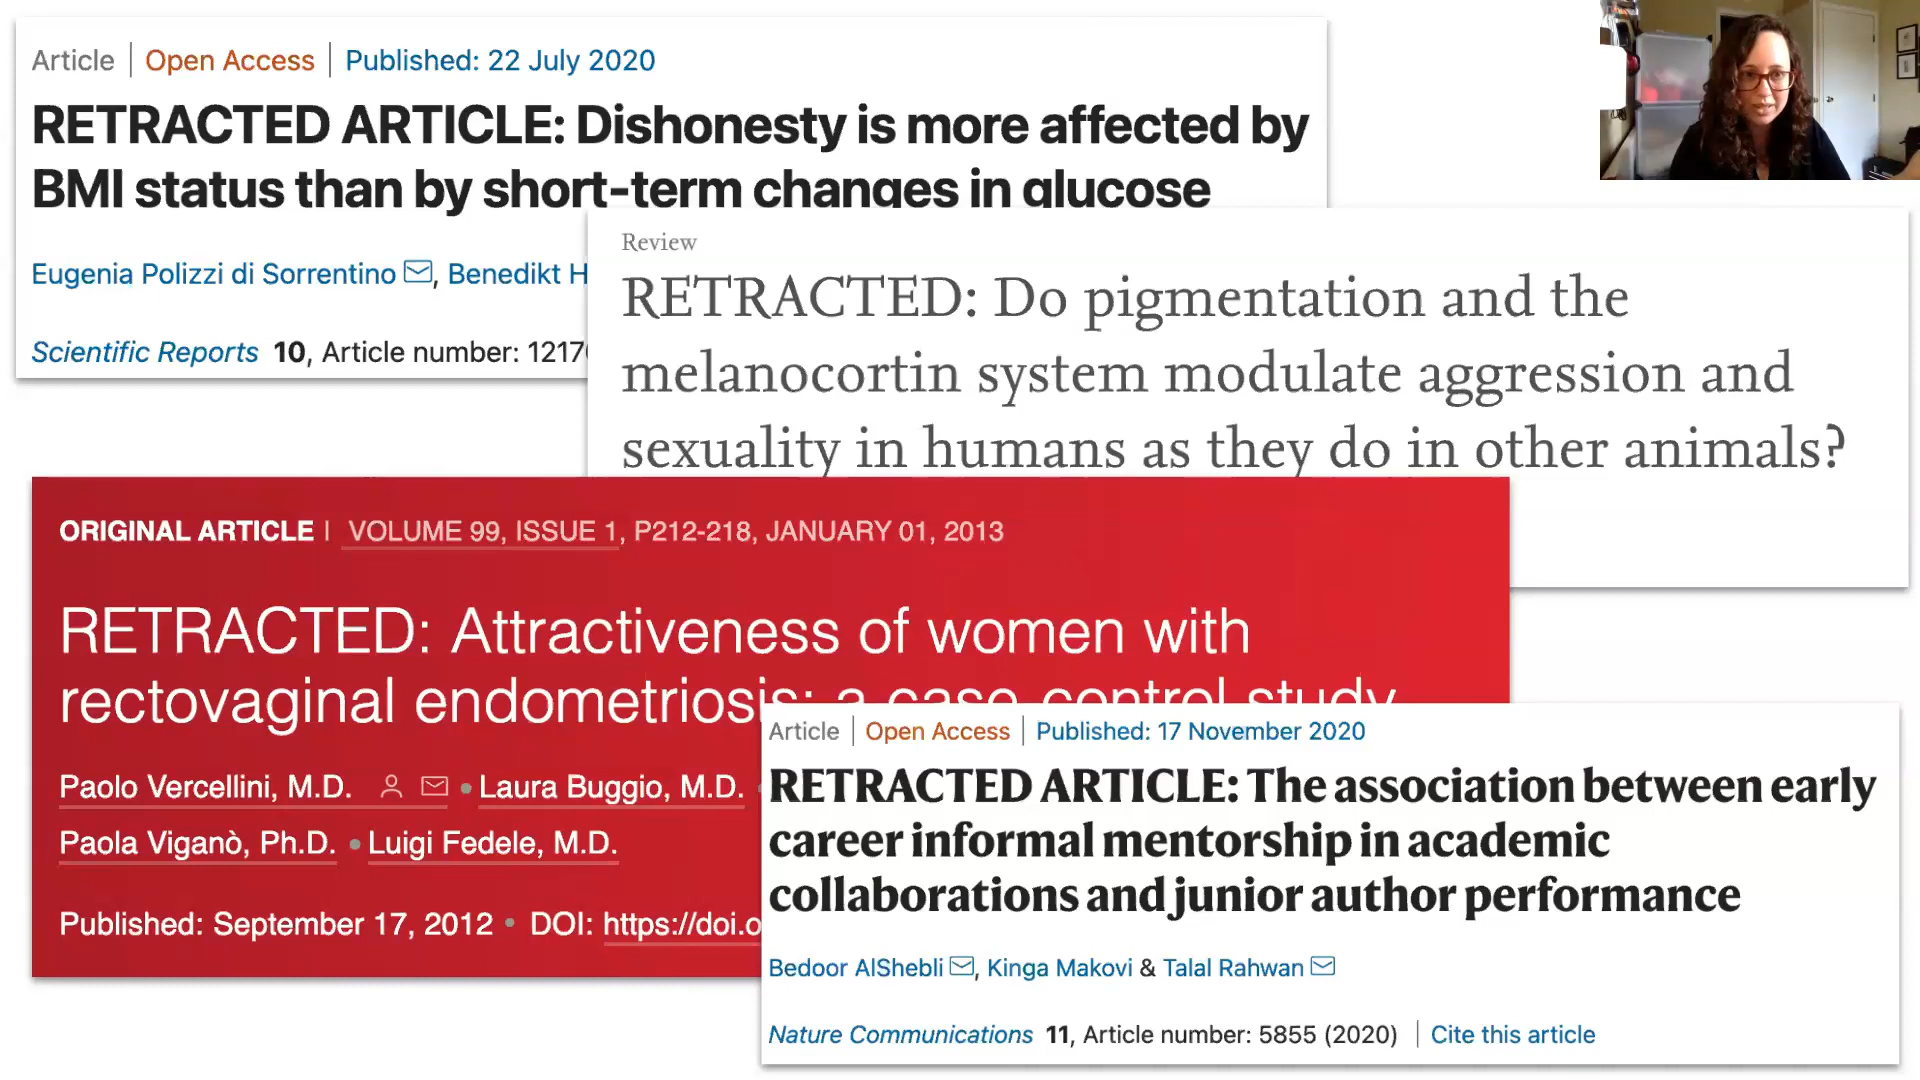 Article | Open Access | Published: 22 July 2020
RETRACTED ARTICLE: Dishonesty is more affected by
BMI status than by short-term changes in glucose
Eugenia Polizzi di Sorrentino, Benedikt H
Scientific Reports 10, Article number: 1217
Review
RETRACTED: Do pigmentation and the
melanocortin system modulate aggression and
sexuality in humans as they do in other animals?
ORIGINAL ARTICLE | VOLUME 99, ISSUE 1, P212-218, JANUARY 01, 2013
RETRACTED: Attractiveness of women with
rectovaginal endometriosis: a case-control study
Paolo Vercellini, M.D. • Laura Buggio, M.D.
Paola Viganò, Ph.D. • Luigi Fedele, M.D.
Published: September 17, 2012 • DOI: https://doi.o
Article | Open Access | Published: 17 November 2020
RETRACTED ARTICLE: The association between early
career informal mentorship in academic
collaborations and junior author performance
Bedoor AlShebli, Kinga Makovi & Talal Rahwan
Nature Communications 11, Article number: 5855 (2020) | Cite this article